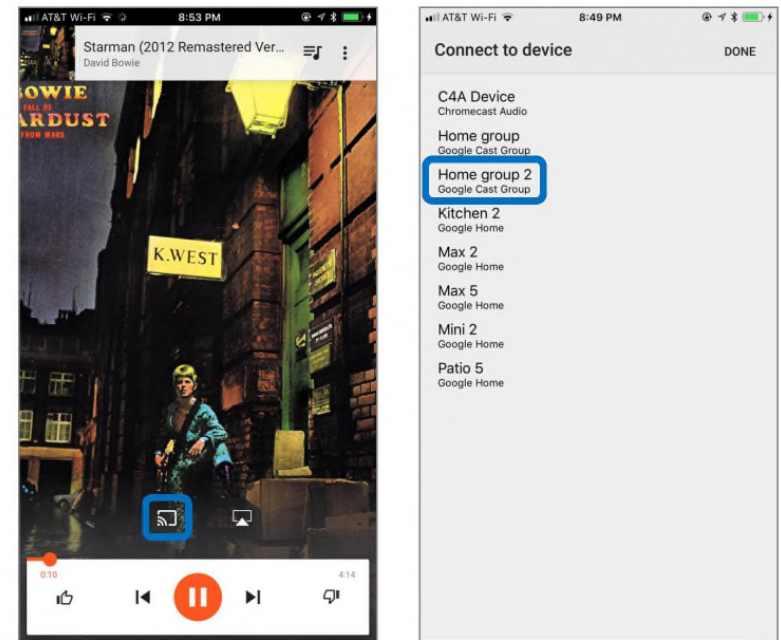 AT&T Wi-Fi 8:53 PM
Starman (2012 Remastered Ver...
David Bowie
OWIE
FALL OF
ARDUST
FROM MARS
K.WEST
0:10
4:14
AT&T Wi-Fi 8:49 PM
Connect to device
DONE
C4A Device
Chromecast Audio
Home group
Google Cast Group
Home group 2
Google Cast Group
Kitchen 2
Google Home
Max 2
Google Home
Max 5
Google Home
Mini 2
Google Home
Patio 5
Google Home